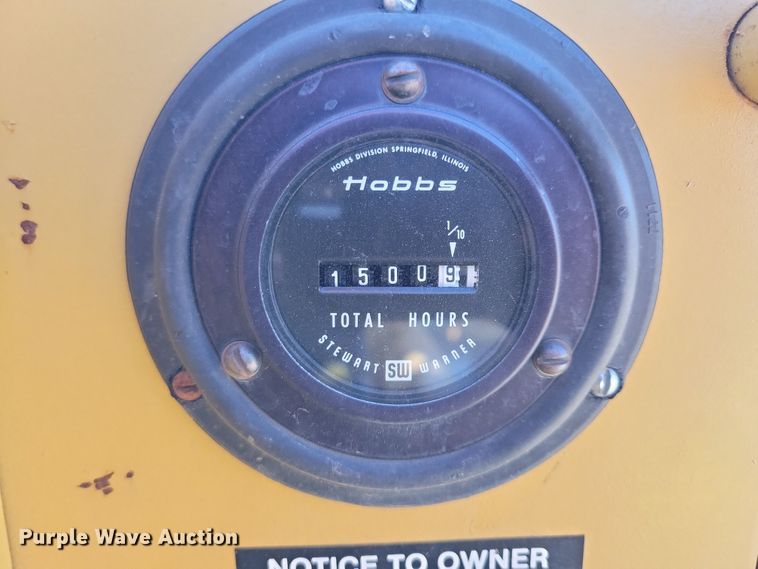 HOBBS DIVISION SPRINGFIELD, ILLINOIS
Hobbs
1/10
15009
TOTAL HOURS
STEWART SW WARNER
Purple Wave Auction
NOTICE TO OWNER